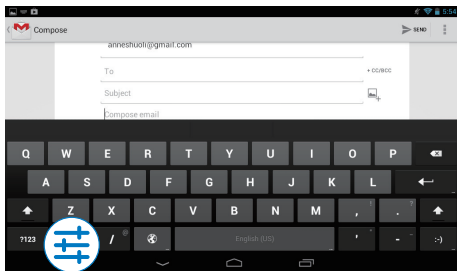 5:54
Compose
SEND
anneshuoli@gmail.com
To
+ CC/BCC
Subject
Compose email
Q W E R T Y U I O P
A S D F G H J K L
Z X C V B N M , ! . ?
?123 / @ English (US) ' - :-)